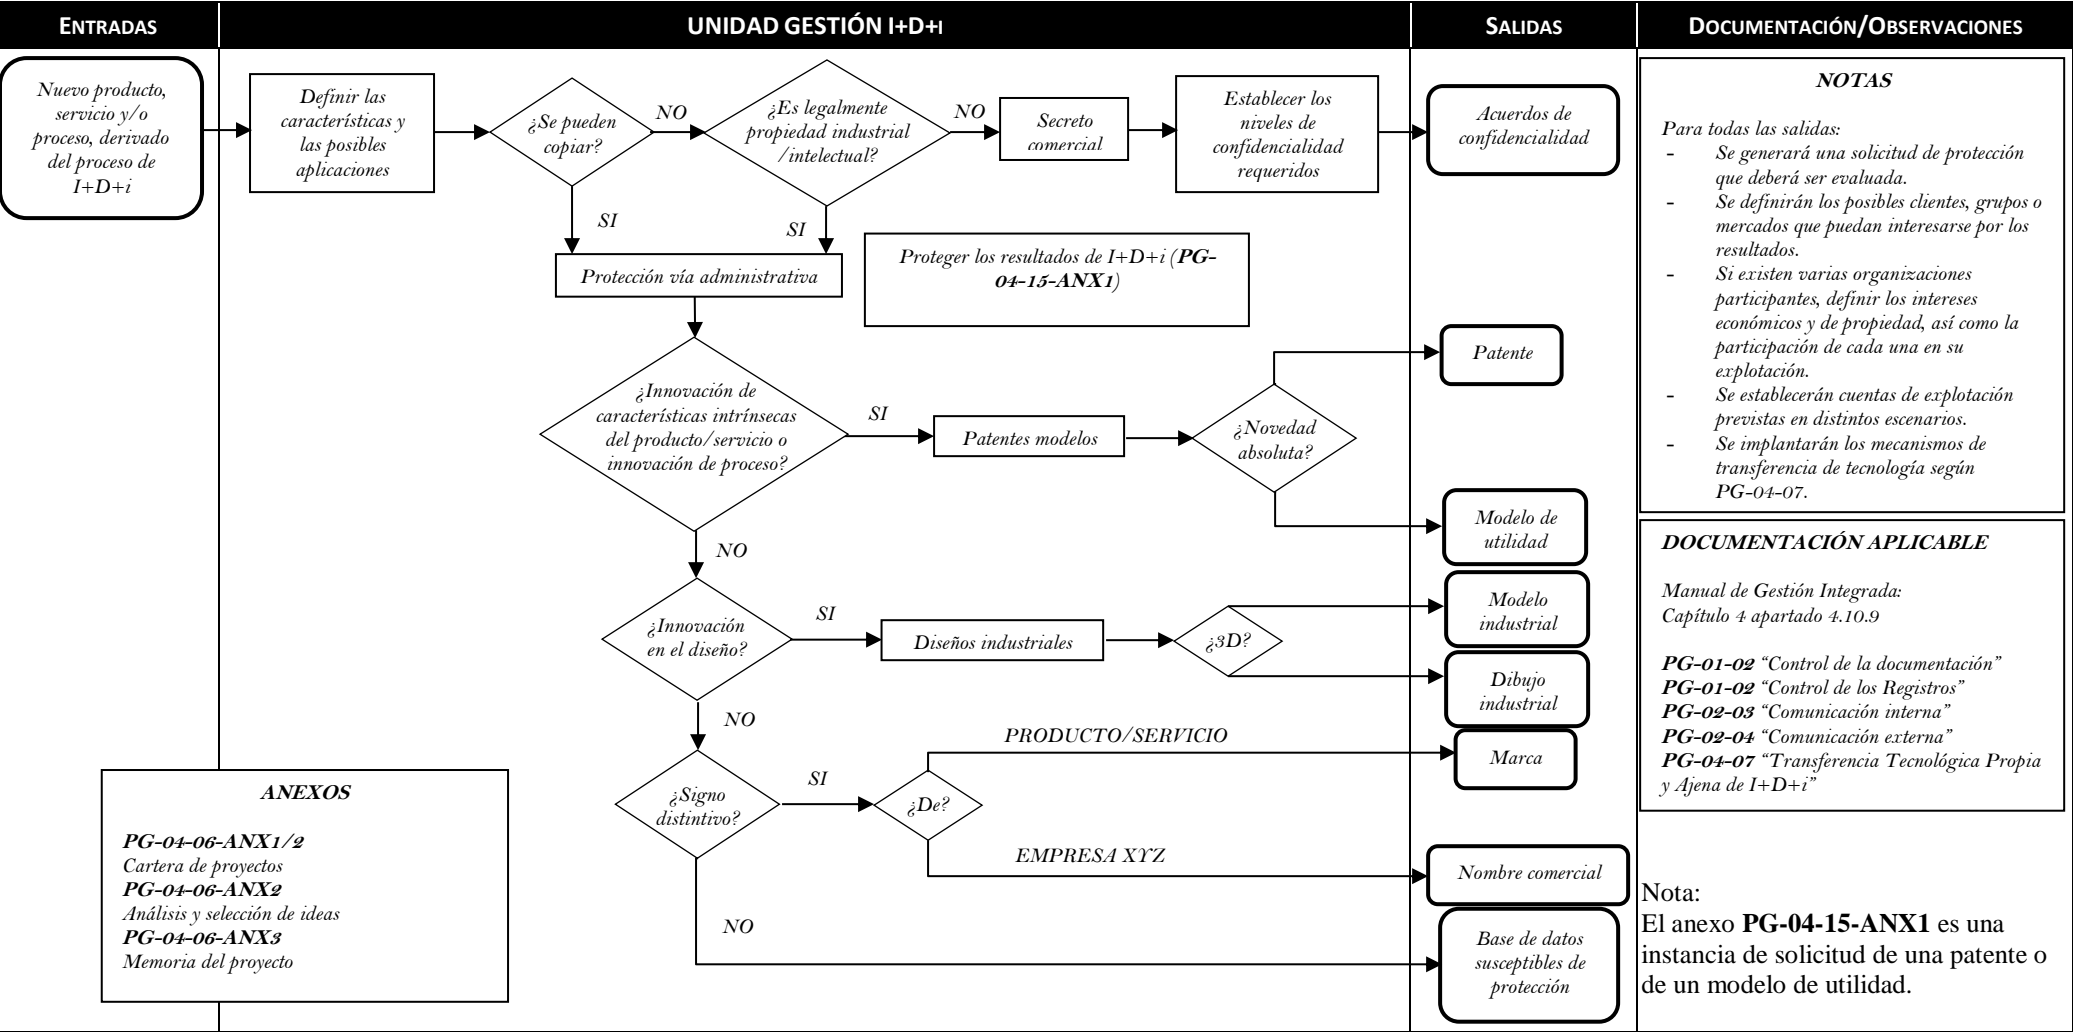 ENTRADAS
UNIDAD GESTIÓN I+D+I
SALIDAS
DOCUMENTACIÓN/OBSERVACIONES
Nuevo producto,
servicio y/o
proceso, derivado
del proceso de
I+D+i
Definir las
características y
las posibles
aplicaciones
¿Se pueden
copiar?
NO
¿Es legalmente
propiedad industrial
/intelectual?
NO
Secreto
comercial
Establecer los
niveles de
confidencialidad
requeridos
Acuerdos de
confidencialidad
SI
SI
Protección vía administrativa
Proteger los resultados de I+D+i (PG-
04-15-ANX1)
¿Innovación de
características intrínsecas
del producto/servicio o
innovación de proceso?
SI
Patentes modelos
¿Novedad
absoluta?
Patente
Modelo de
utilidad
NO
¿Innovación
en el diseño?
SI
Diseños industriales
¿3D?
Modelo
industrial
Dibujo
industrial
NO
¿Signo
distintivo?
SI
¿De?
PRODUCTO/SERVICIO
Marca
EMPRESA XYZ
Nombre comercial
NO
Base de datos
susceptibles de
protección
ANEXOS
PG-04-06-ANX1/2
Cartera de proyectos
PG-04-06-ANX2
Análisis y selección de ideas
PG-04-06-ANX3
Memoria del proyecto
NOTAS
Para todas las salidas:
- Se generará una solicitud de protección
que deberá ser evaluada.
- Se definirán los posibles clientes, grupos o
mercados que puedan interesarse por los
resultados.
- Si existen varias organizaciones
participantes, definir los intereses
económicos y de propiedad, así como la
participación de cada una en su
explotación.
- Se establecerán cuentas de explotación
previstas en distintos escenarios.
- Se implantarán los mecanismos de
transferencia de tecnología según
PG-04-07.
DOCUMENTACIÓN APLICABLE
Manual de Gestión Integrada:
Capítulo 4 apartado 4.10.9
PG-01-02 “Control de la documentación”
PG-01-02 “Control de los Registros”
PG-02-03 “Comunicación interna”
PG-02-04 “Comunicación externa”
PG-04-07 “Transferencia Tecnológica Propia
y Ajena de I+D+i”
Nota:
El anexo PG-04-15-ANX1 es una
instancia de solicitud de una patente o
de un modelo de utilidad.